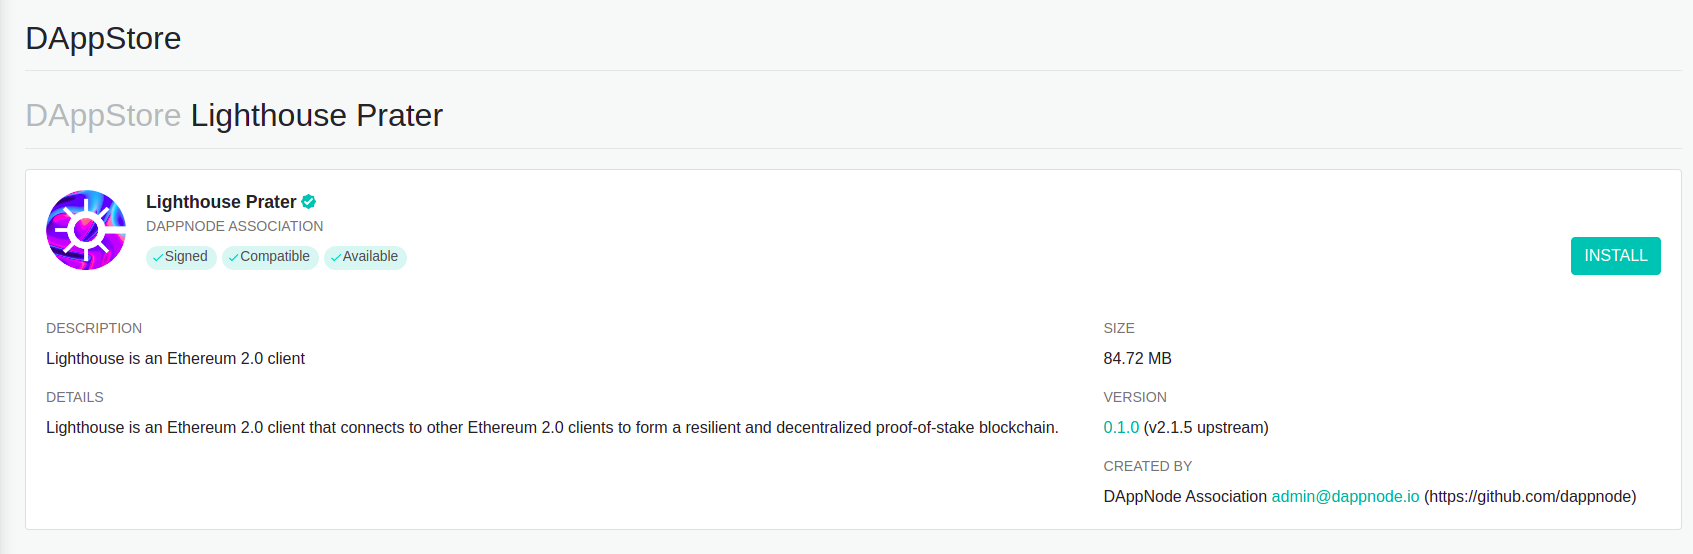 DAppStore
DAppStore Lighthouse Prater
Lighthouse Prater
DAPPNODE ASSOCIATION
Signed Compatible Available
INSTALL
DESCRIPTION
Lighthouse is an Ethereum 2.0 client
DETAILS
Lighthouse is an Ethereum 2.0 client that connects to other Ethereum 2.0 clients to form a resilient and decentralized proof-of-stake blockchain.
SIZE
84.72 MB
VERSION
0.1.0 (v2.1.5 upstream)
CREATED BY
DAppNode Association admin@dappnode.io (https://github.com/dappnode)